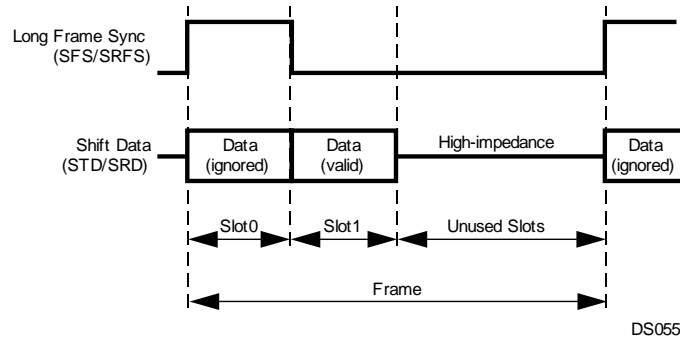 Long Frame Sync
(SFS/SRFS)
Shift Data
(STD/SRD)
Data
(ignored)
Data
(valid)
High-impedance
Data
(ignored)
Slot0
Slot1
Unused Slots
Frame
DS055